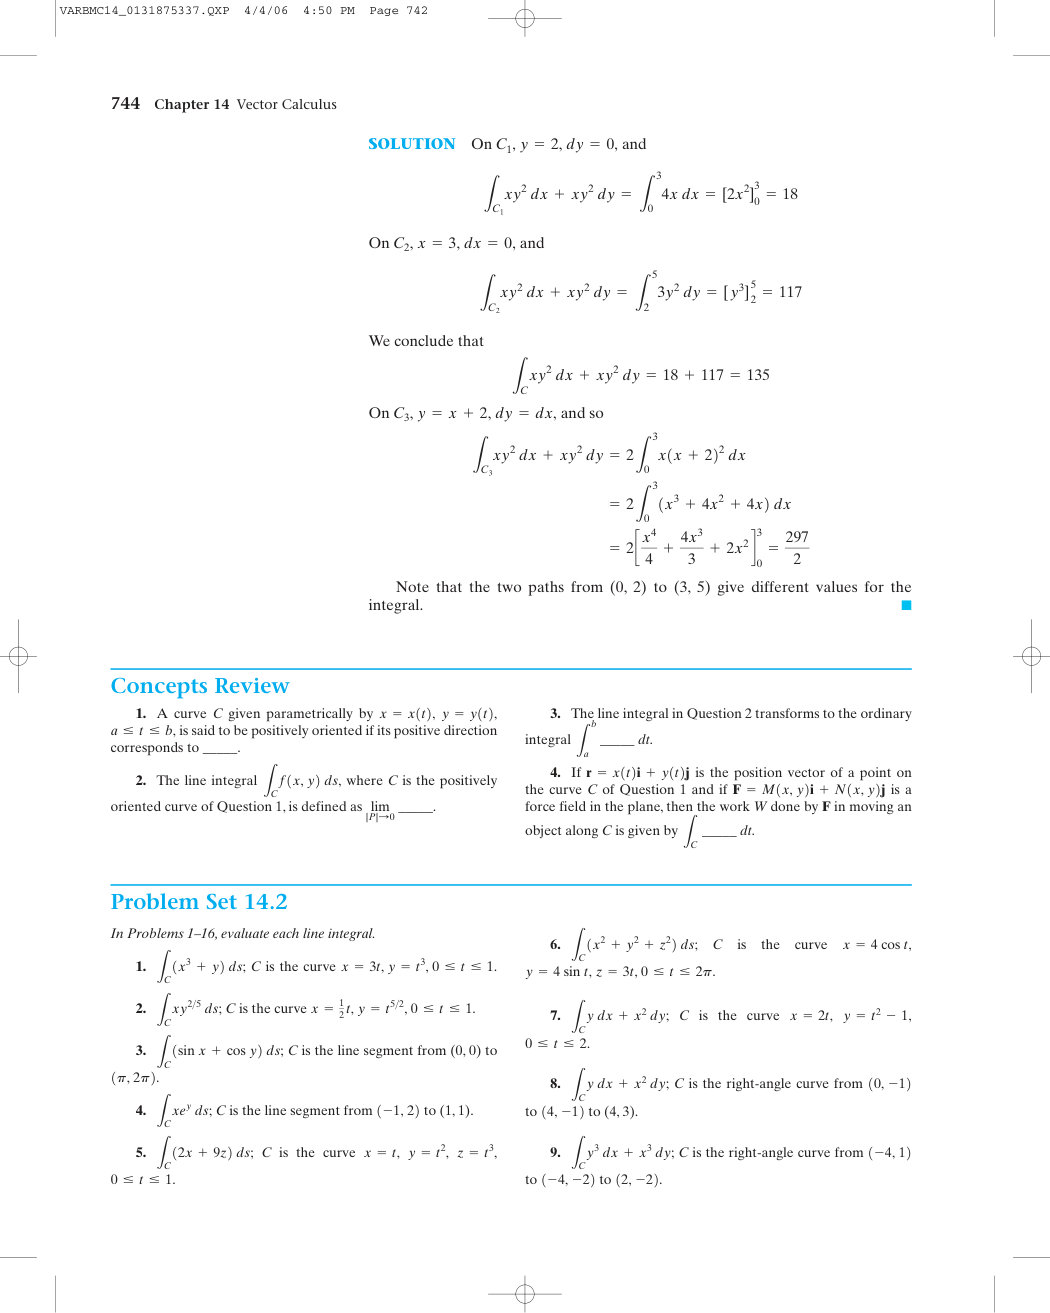 VARBMC14_0131875337.QXP 4/4/06 4:50 PM Page 742
744 Chapter 14 Vector Calculus
SOLUTION On C₁, y = 2, dy = 0, and
∫_C₁ xy² dx + xy² dy = ∫₀³ 4x dx = [2x²]₀³ = 18
On C₂, x = 3, dx = 0, and
∫_C₂ xy² dx + xy² dy = ∫₂⁵ 3y² dy = [y³]₂⁵ = 117
We conclude that
∫_C xy² dx + xy² dy = 18 + 117 = 135
On C₃, y = x + 2, dy = dx, and so
∫_C₃ xy² dx + xy² dy = 2 ∫₀³ x(x + 2)² dx
= 2 ∫₀³ (x³ + 4x² + 4x) dx
= 2[x⁴/4 + 4x³/3 + 2x²]₀³ = 297/2
Note that the two paths from (0, 2) to (3, 5) give different values for the
integral.
Concepts Review
1. A curve C given parametrically by x = x(t), y = y(t),
a ≤ t ≤ b, is said to be positively oriented if its positive direction
corresponds to _____.
2. The line integral ∫_C f(x, y) ds, where C is the positively
oriented curve of Question 1, is defined as lim_|P|→0 _____.
3. The line integral in Question 2 transforms to the ordinary
integral ∫_a^b _____ dt.
4. If r = x(t)i + y(t)j is the position vector of a point on
the curve C of Question 1 and if F = M(x, y)i + N(x, y)j is a
force field in the plane, then the work W done by F in moving an
object along C is given by ∫_C _____ dt.
Problem Set 14.2
In Problems 1–16, evaluate each line integral.
1. ∫_C (x³ + y) ds; C is the curve x = 3t, y = t³, 0 ≤ t ≤ 1.
2. ∫_C xy^(2/5) ds; C is the curve x = ½t, y = t^(5/2), 0 ≤ t ≤ 1.
3. ∫_C (sin x + cos y) ds; C is the line segment from (0, 0) to
(π, 2π).
4. ∫_C xe^y ds; C is the line segment from (−1, 2) to (1, 1).
5. ∫_C (2x + 9z) ds; C is the curve x = t, y = t², z = t³,
0 ≤ t ≤ 1.
6. ∫_C (x² + y² + z²) ds; C is the curve x = 4 cos t,
y = 4 sin t, z = 3t, 0 ≤ t ≤ 2π.
7. ∫_C y dx + x² dy; C is the curve x = 2t, y = t² − 1,
0 ≤ t ≤ 2.
8. ∫_C y dx + x² dy; C is the right-angle curve from (0, −1)
to (4, −1) to (4, 3).
9. ∫_C y³ dx + x³ dy; C is the right-angle curve from (−4, 1)
to (−4, −2) to (2, −2).